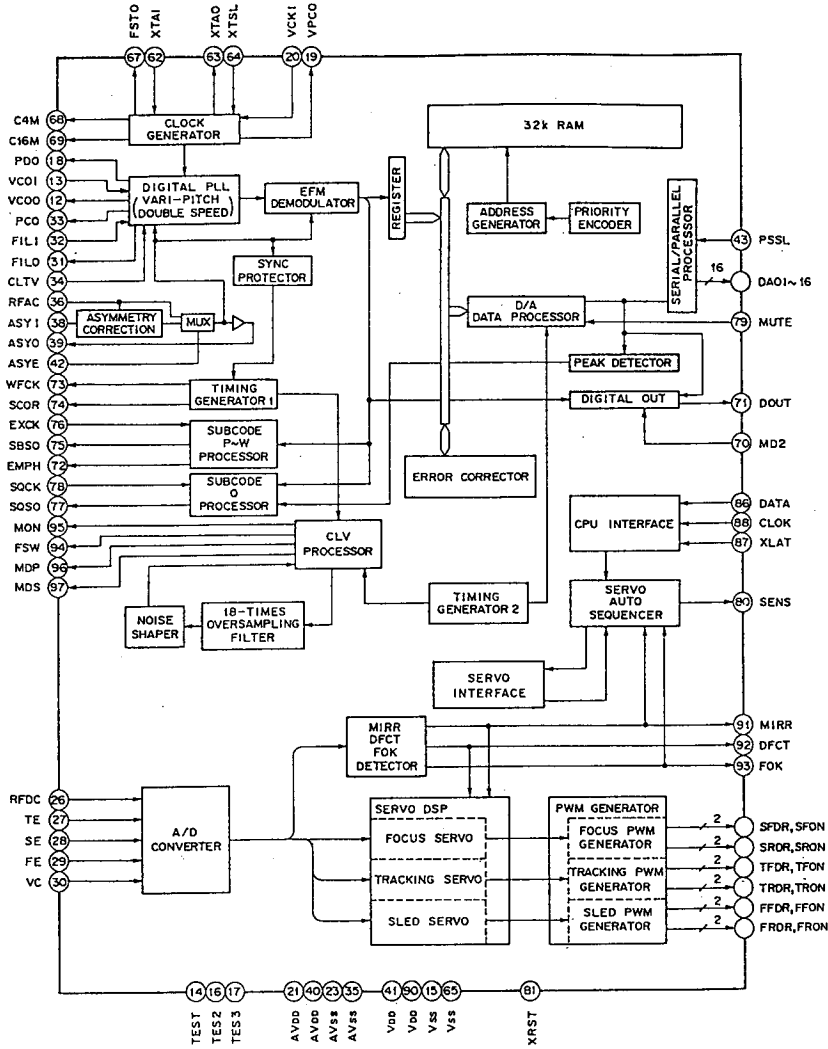 FSTO
XTAI
XTAO
XTSL
VCKI
VPCO
67
62
63
64
20
19
C4M 68
C16M 69
PDO 18
VCOI 13
VCOO 12
PCO 33
FILI 32
FILO 31
CLTV 34
RFAC 36
ASYI 38
ASYO 39
ASYE 42
WFCK 73
SCOR 74
EXCK 76
SBSO 75
EMPH 72
SQCK 78
SQSO 77
MON 95
FSW 94
MDP 96
MDS 97
CLOCK
GENERATOR
DIGITAL PLL
(VARI-PITCH
DOUBLE SPEED)
EFM
DEMODULATOR
REGISTER
32k RAM
ADDRESS
GENERATOR
PRIORITY
ENCODER
SERIAL/PARALLEL
PROCESSOR
43 PSSL
16
DAO1~16
SYNC
PROTECTOR
ASYMMETRY
CORRECTION
MUX
D/A
DATA PROCESSOR
79 MUTE
PEAK DETECTOR
TIMING
GENERATOR 1
DIGITAL OUT
71 DOUT
70 MD2
SUBCODE
P~W
PROCESSOR
SUBCODE
Q
PROCESSOR
ERROR CORRECTOR
CLV
PROCESSOR
CPU INTERFACE
86 DATA
88 CLOK
87 XLAT
NOISE
SHAPER
18-TIMES
OVERSAMPLING
FILTER
TIMING
GENERATOR 2
SERVO
AUTO
SEQUENCER
80 SENS
SERVO
INTERFACE
MIRR
DFCT
FOK
DETECTOR
91 MIRR
92 DFCT
93 FOK
RFDC 26
TE 27
SE 28
FE 29
VC 30
A/D
CONVERTER
SERVO DSP
FOCUS SERVO
TRACKING SERVO
SLED SERVO
PWM GENERATOR
FOCUS PWM
GENERATOR
TRACKING PWM
GENERATOR
SLED PWM
GENERATOR
2 SFDR, SFON
2 SRDR, SRON
2 TFDR, TFON
2 TRDR, TRON
2 FFDR, FFON
2 FRDR, FRON
14
16
17
21
40
23
35
41
90
15
65
81
TEST
TES2
TES3
AVDD
AVDD
AVSS
AVSS
VDD
VDD
VSS
VSS
XRST